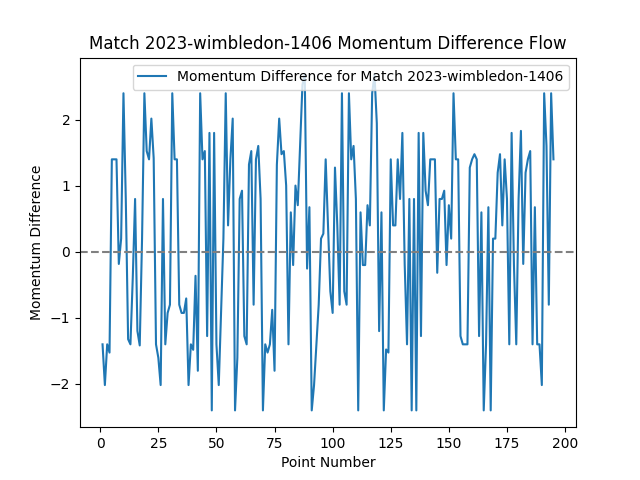 Match 2023-wimbledon-1406 Momentum Difference Flow
Momentum Difference for Match 2023-wimbledon-1406
Momentum Difference
2
1
0
−1
−2
0 25 50 75 100 125 150 175 200
Point Number